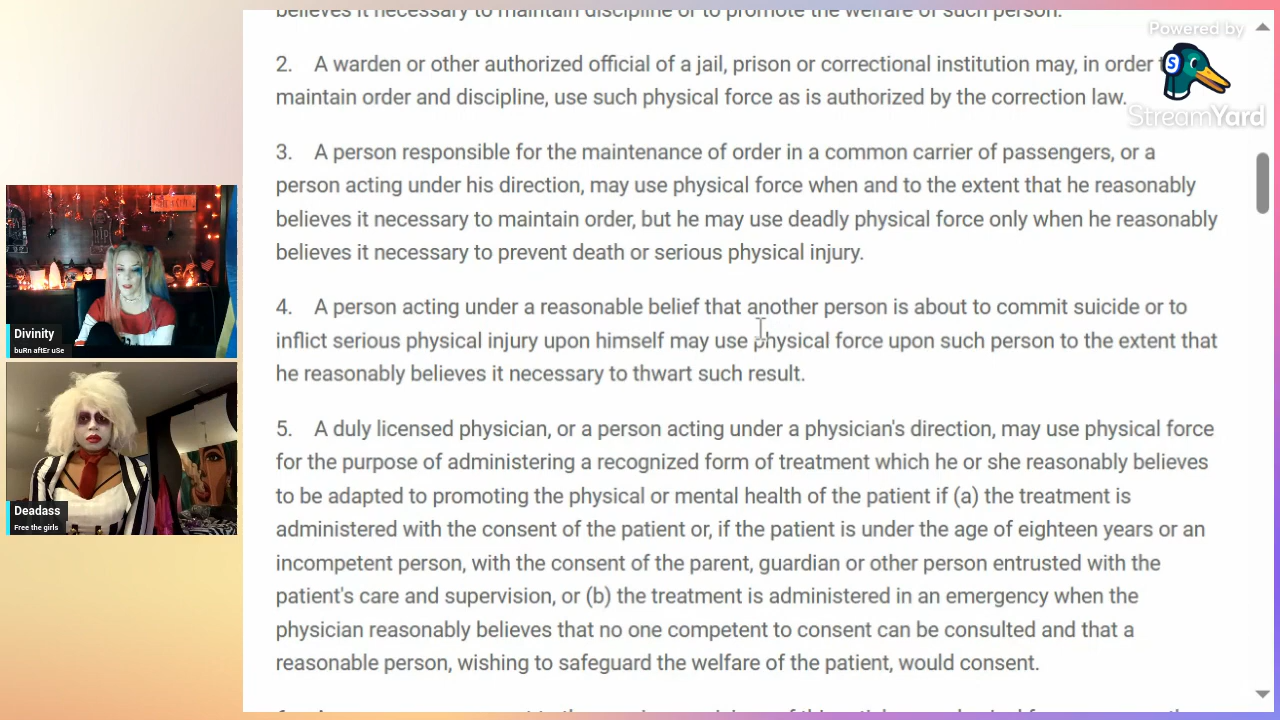 believes it necessary to maintain discipline or to promote the welfare of such person.
Powered by
StreamYard
2. A warden or other authorized official of a jail, prison or correctional institution may, in order
maintain order and discipline, use such physical force as is authorized by the correction law.
3. A person responsible for the maintenance of order in a common carrier of passengers, or a
person acting under his direction, may use physical force when and to the extent that he reasonably
believes it necessary to maintain order, but he may use deadly physical force only when he reasonably
believes it necessary to prevent death or serious physical injury.
4. A person acting under a reasonable belief that another person is about to commit suicide or to
inflict serious physical injury upon himself may use physical force upon such person to the extent that
he reasonably believes it necessary to thwart such result.
5. A duly licensed physician, or a person acting under a physician's direction, may use physical force
for the purpose of administering a recognized form of treatment which he or she reasonably believes
to be adapted to promoting the physical or mental health of the patient if (a) the treatment is
administered with the consent of the patient or, if the patient is under the age of eighteen years or an
incompetent person, with the consent of the parent, guardian or other person entrusted with the
patient's care and supervision, or (b) the treatment is administered in an emergency when the
physician reasonably believes that no one competent to consent can be consulted and that a
reasonable person, wishing to safeguard the welfare of the patient, would consent.
Divinity
buRn aftEr uSe
Deadass
Free the girls